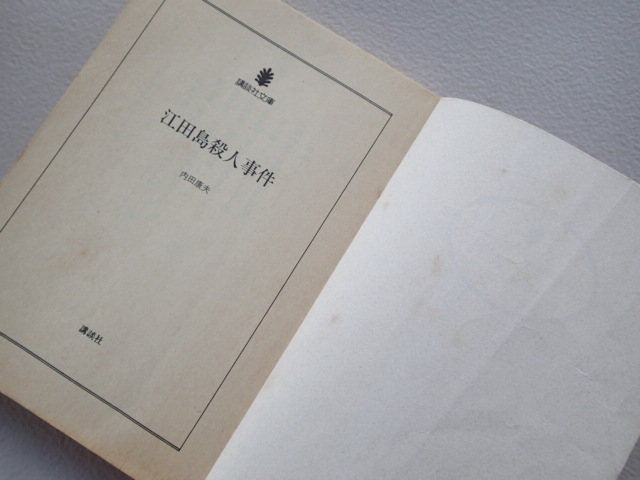 講談社文庫
江田島殺人事件
内田康夫
講談社